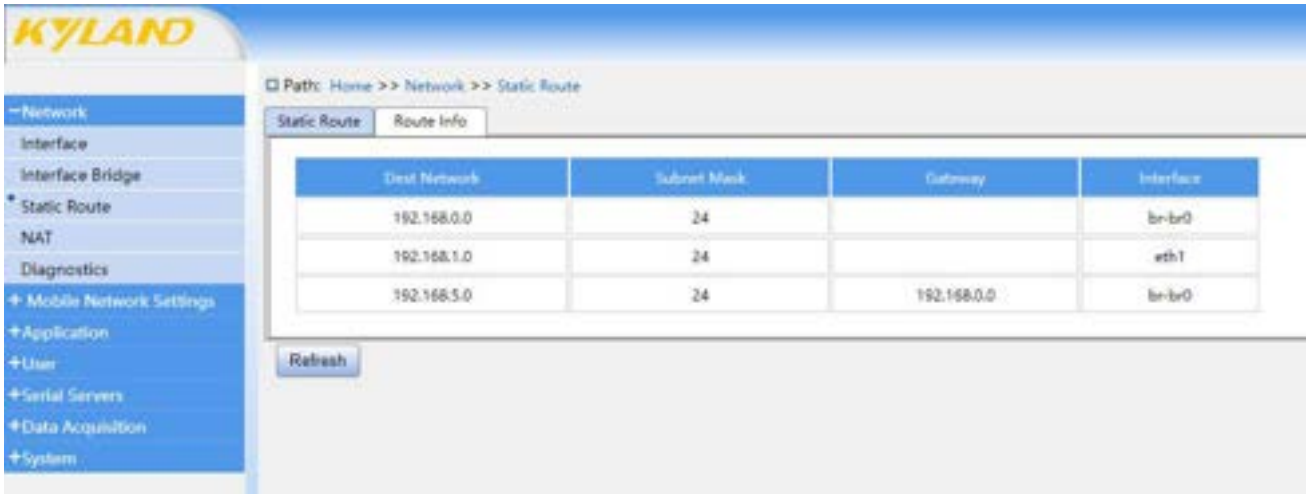 KYLAND
Path: Home >> Network >> Static Route
−Network
Interface
Interface Bridge
Static Route
NAT
Diagnostics
+ Mobile Network Settings
+Application
+User
+Serial Servers
+Data Acquisition
+System
Static Route Route Info
Dest Network Subnet Mask Gateway Interface
192.168.0.0 24 br-br0
192.168.1.0 24 eth1
192.168.5.0 24 192.168.0.0 br-br0
Refresh